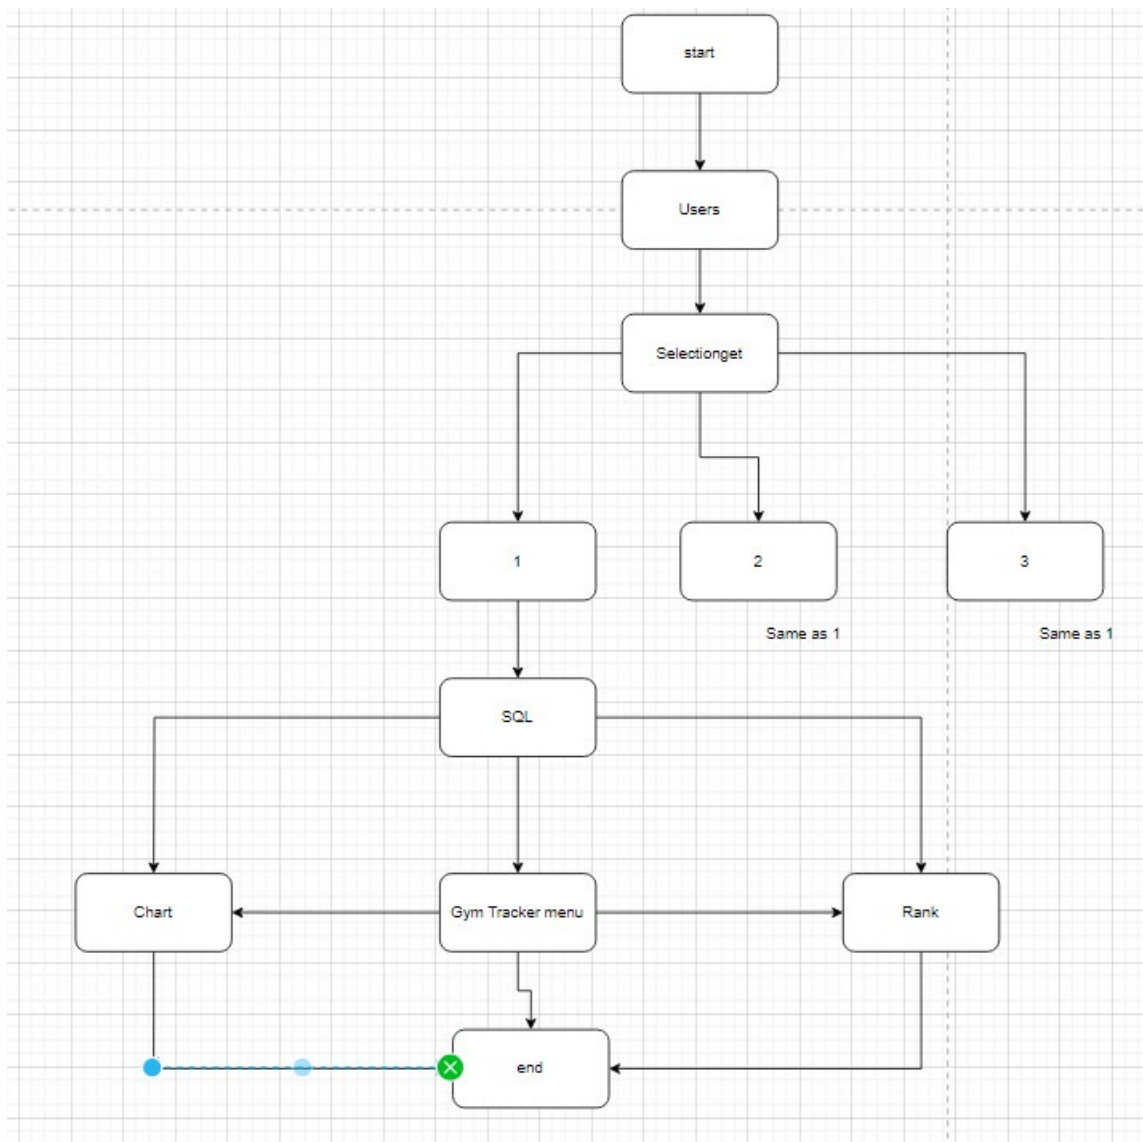 start
Users
Selectionget
1
2
3
Same as 1
Same as 1
SQL
Chart
Gym Tracker menu
Rank
end